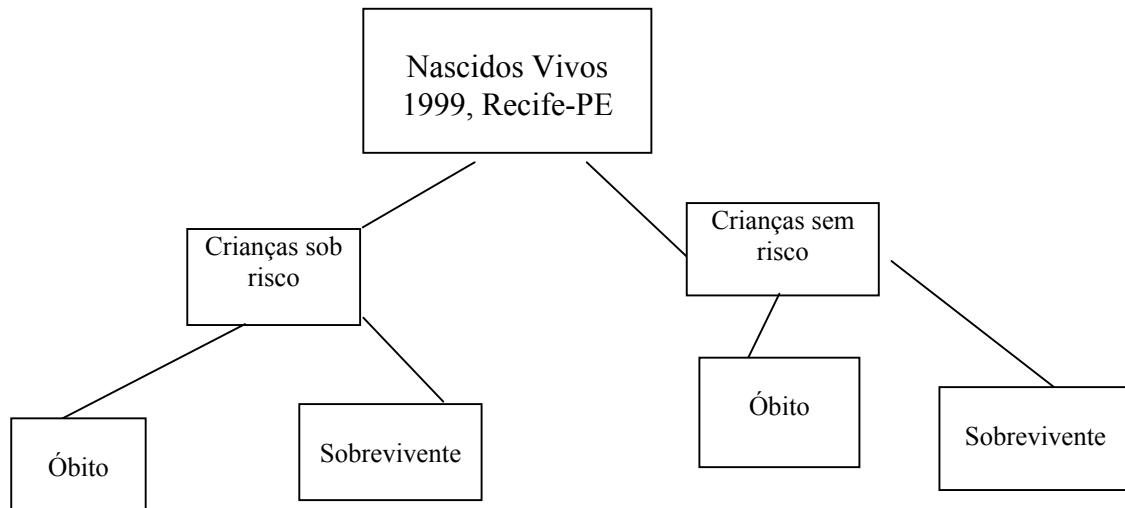 Nascidos Vivos
1999, Recife-PE
Crianças sob
risco
Crianças sem
risco
Óbito
Sobrevivente
Óbito
Sobrevivente